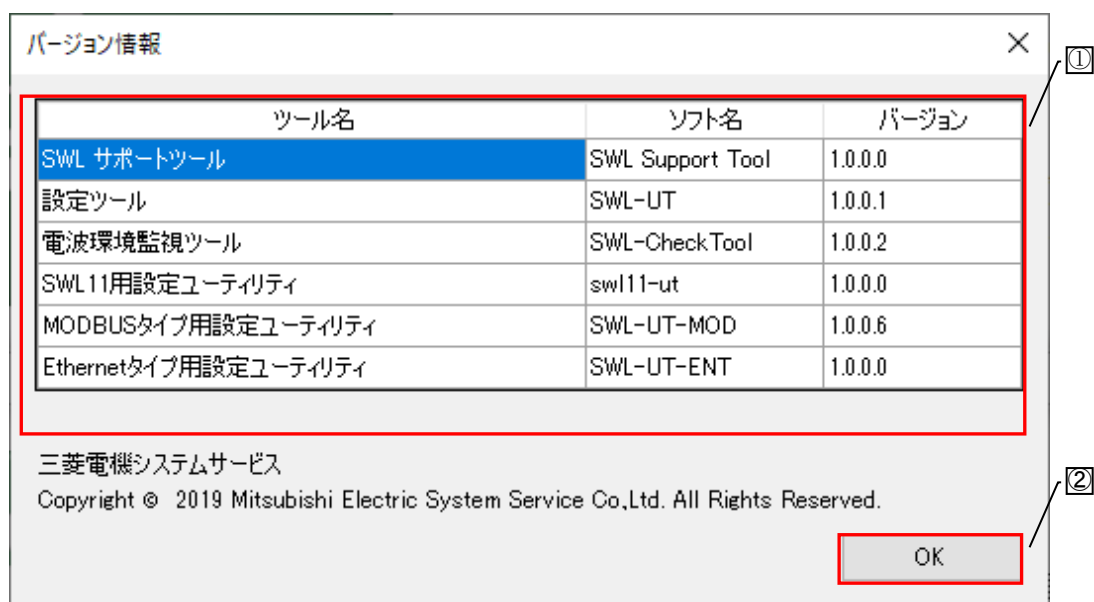 バージョン情報
①
ツール名 ソフト名 バージョン
SWL サポートツール SWL Support Tool 1.0.0.0
設定ツール SWL-UT 1.0.0.1
電波環境監視ツール SWL-CheckTool 1.0.0.2
SWL11用設定ユーティリティ swl11-ut 1.0.0.0
MODBUSタイプ用設定ユーティリティ SWL-UT-MOD 1.0.0.6
Ethernetタイプ用設定ユーティリティ SWL-UT-ENT 1.0.0.0
三菱電機システムサービス
Copyright © 2019 Mitsubishi Electric System Service Co,Ltd. All Rights Reserved.
②
OK